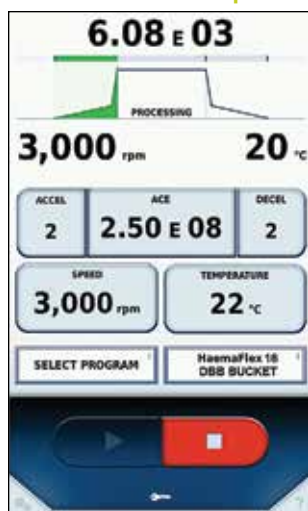 6.08 E 03
PROCESSING
3,000 rpm 20 °C
ACCEL ACE DECEL
2 2.50 E 08 2
SPEED TEMPERATURE
3,000 rpm 22 °C
SELECT PROGRAM HaemaFlex 16
DBB BUCKET